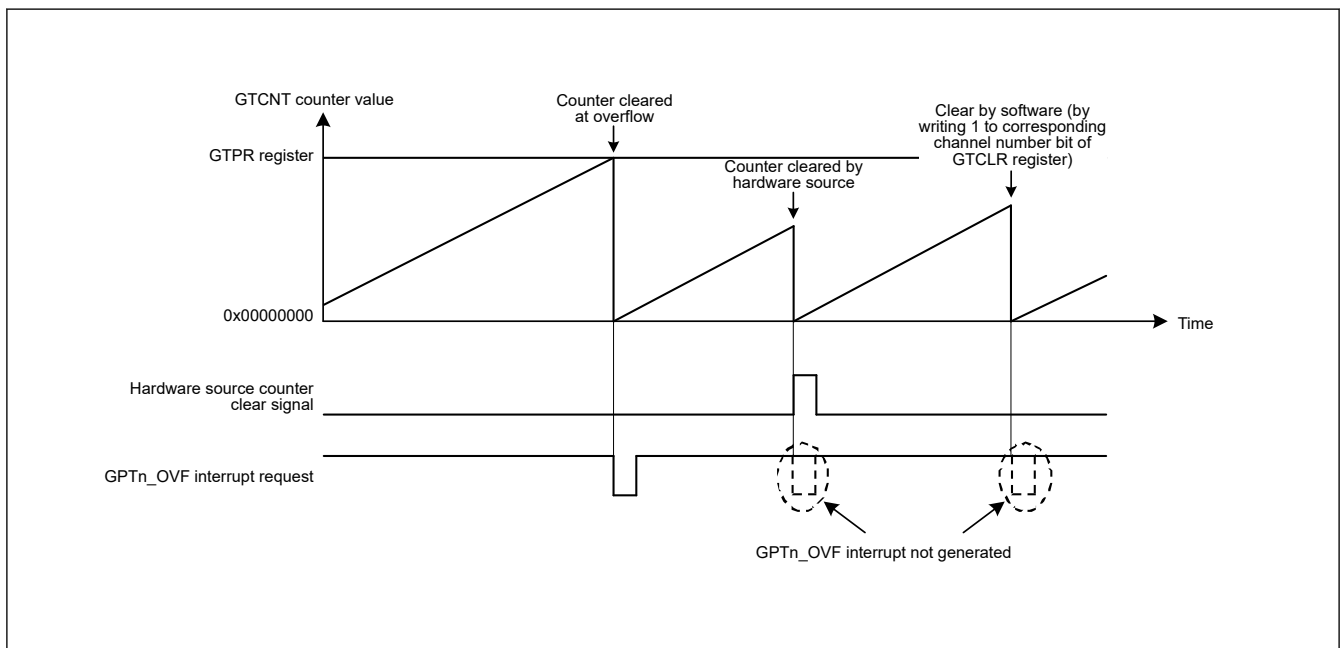 GTCNT counter value
Counter cleared
at overflow
Clear by software (by
writing 1 to corresponding
channel number bit of
GTCLR register)
GTPR register
Counter cleared by
hardware source
0x00000000
Time
Hardware source counter
clear signal
GPTn_OVF interrupt request
GPTn_OVF interrupt not generated